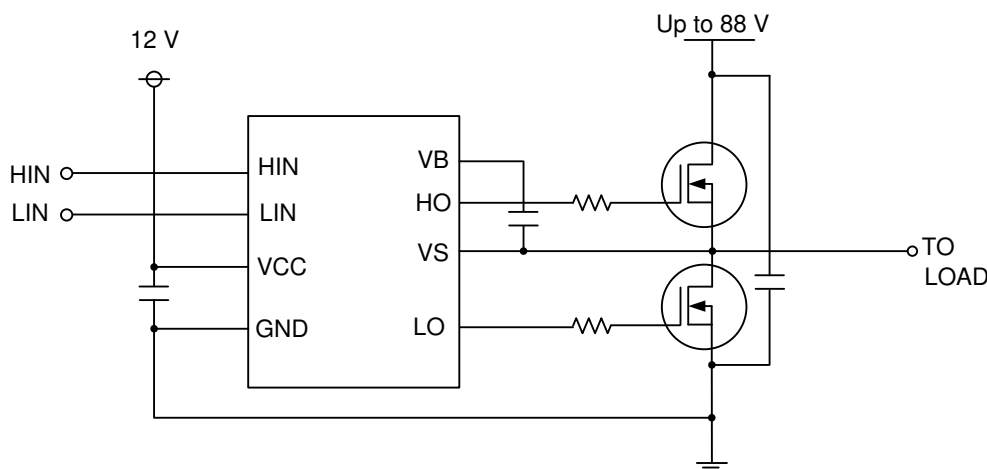 Up to 88 V
12 V
HIN
LIN
HIN
LIN
VCC
GND
VB
HO
VS
LO
TO
LOAD